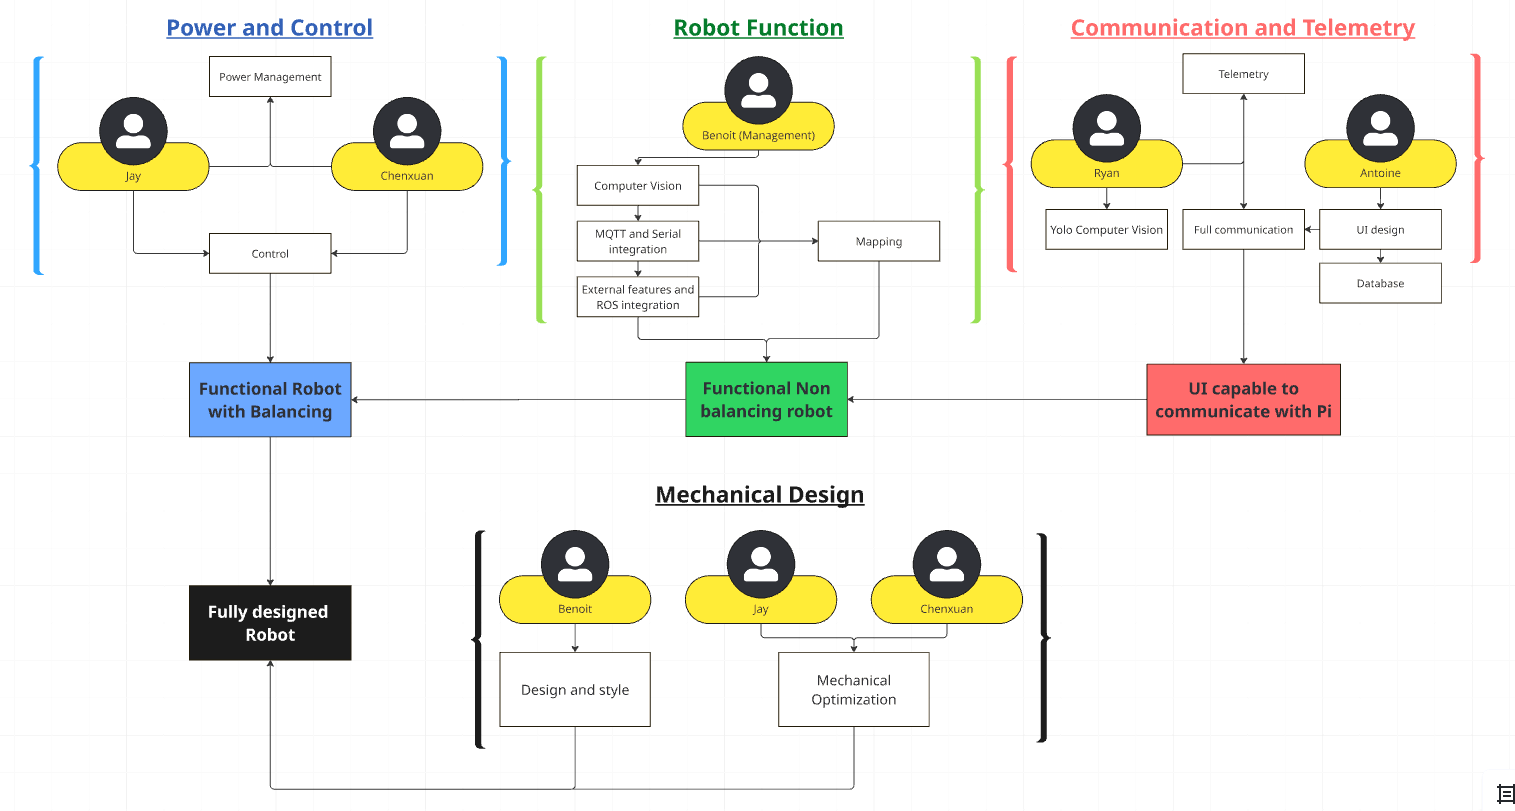 Power and Control
Robot Function
Communication and Telemetry
Power Management
Jay
Chenxuan
Control
Benoit (Management)
Computer Vision
MQTT and Serial
integration
External features and
ROS integration
Mapping
Telemetry
Ryan
Antoine
Yolo Computer Vision
Full communication
UI design
Database
Functional Robot
with Balancing
Functional Non
balancing robot
UI capable to
communicate with Pi
Mechanical Design
Benoit
Jay
Chenxuan
Fully designed
Robot
Design and style
Mechanical
Optimization